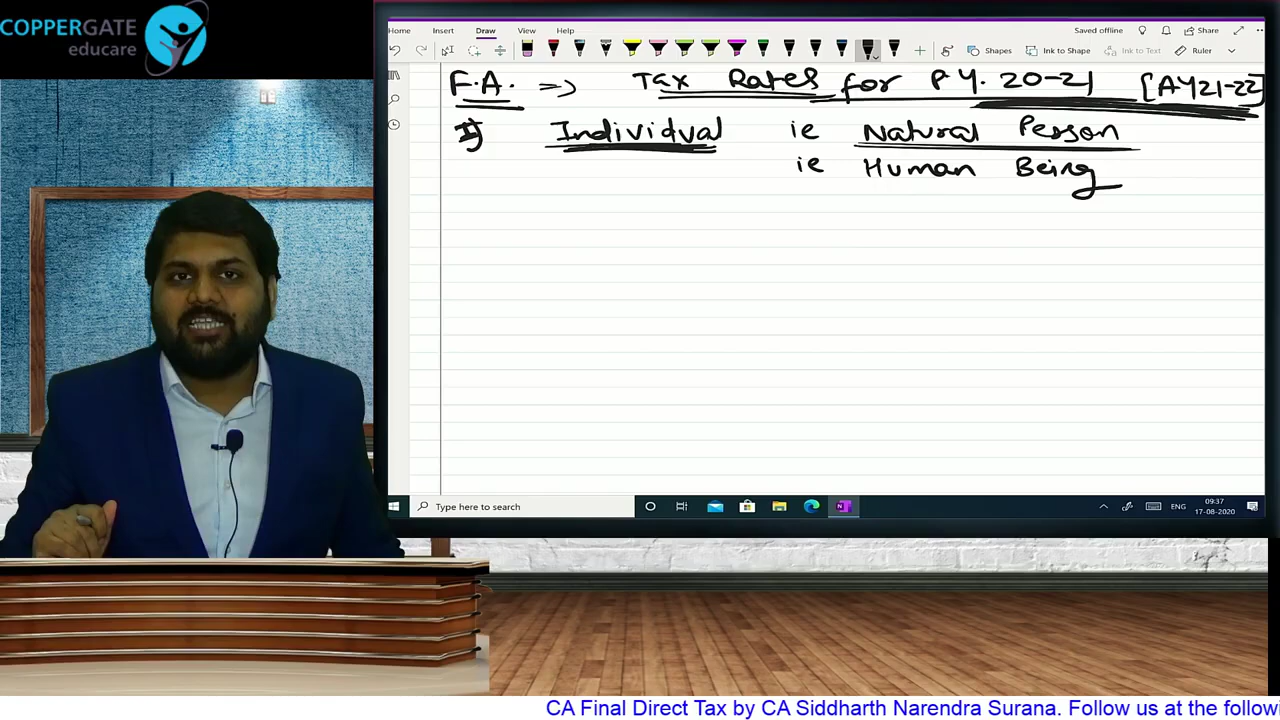 COPPERGATE
educare
Home Insert Draw View Help
Saved offline Share
Shapes Ink to Shape Ink to Text Ruler
F.A. => Tax Rates for P.Y. 20-21 [AY21-22]
I) Individual ie Natural Person
ie Human Being
Type here to search
ENG
09:37
17-08-2020
CA Final Direct Tax by CA Siddharth Narendra Surana. Follow us at the follow